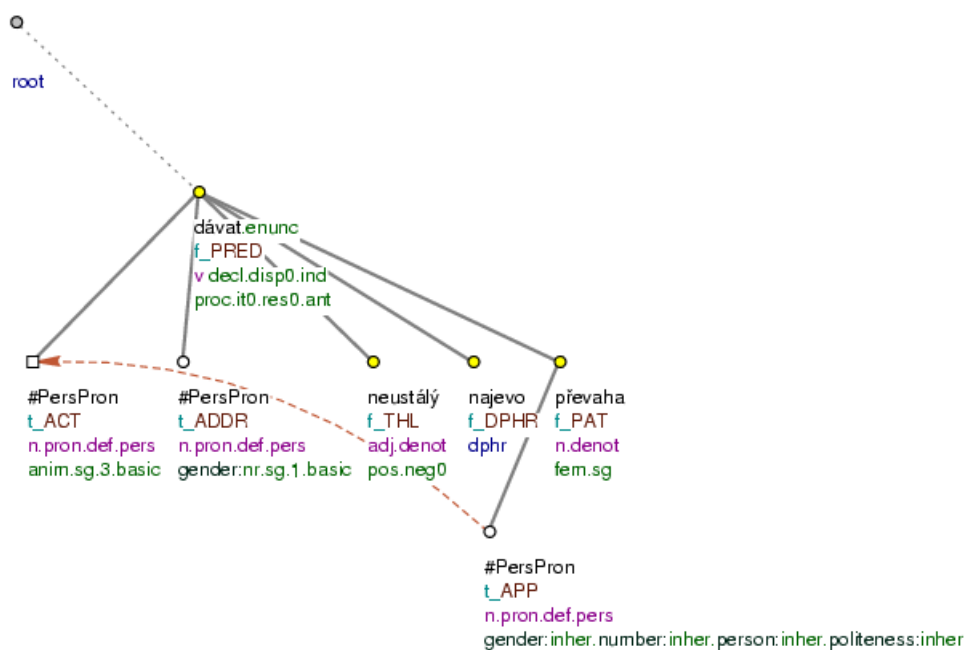 root
dávat.enunc
f_PRED
v decl.disp0.ind
proc.it0.res0.ant
#PersPron
t_ACT
n.pron.def.pers
anim.sg.3.basic
#PersPron
t_ADDR
n.pron.def.pers
gender:nr.sg.1.basic
neustálý
f_THL
adj.denot
pos.neg0
najevo
f_DPHR
dphr
převaha
f_PAT
n.denot
fem.sg
#PersPron
t_APP
n.pron.def.pers
gender:inher.number:inher.person:inher.politeness:inher